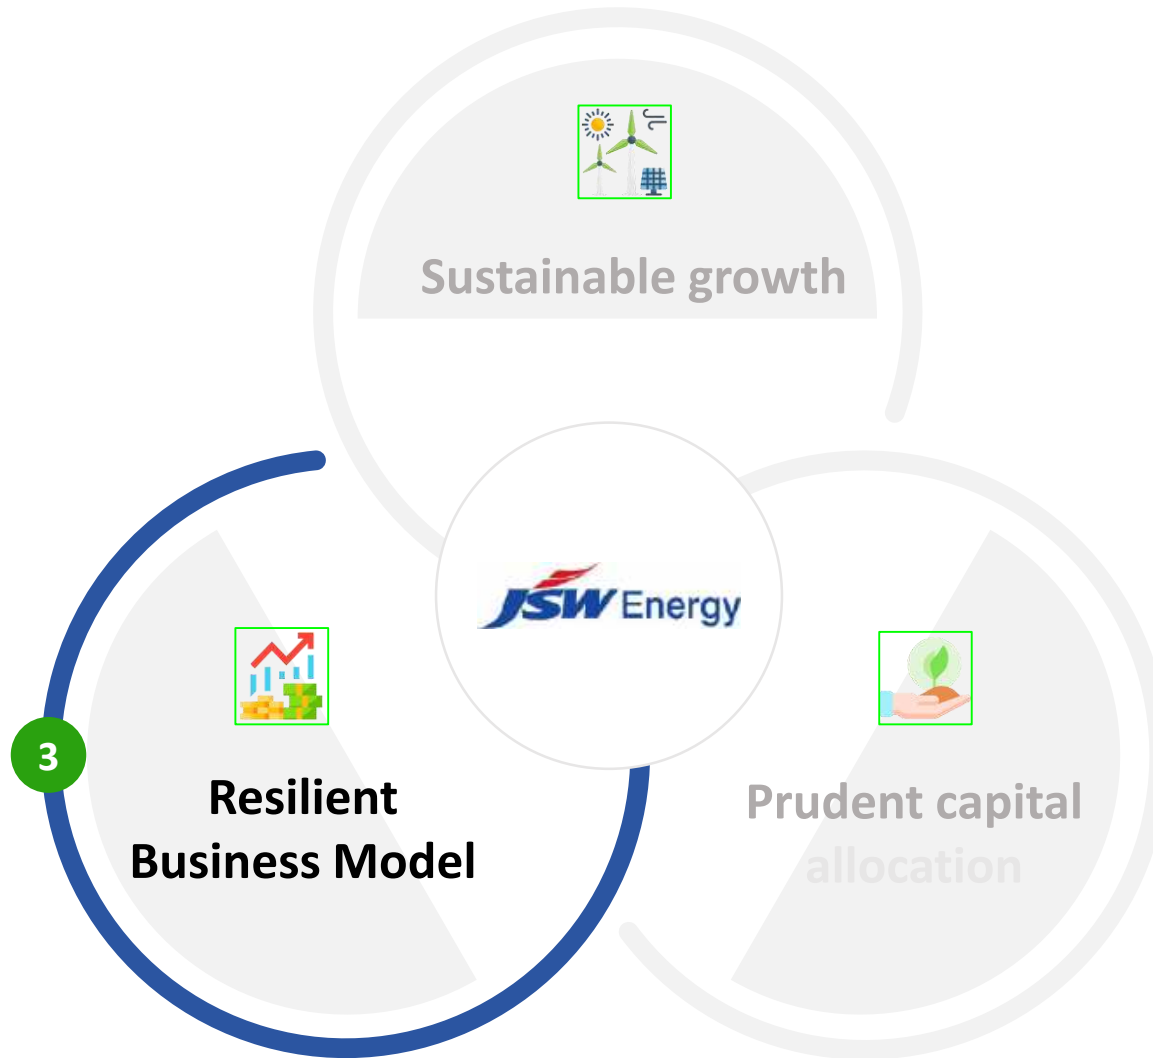 Sustainable growth
JSW Energy
3
Resilient
Business Model
Prudent capital
allocation